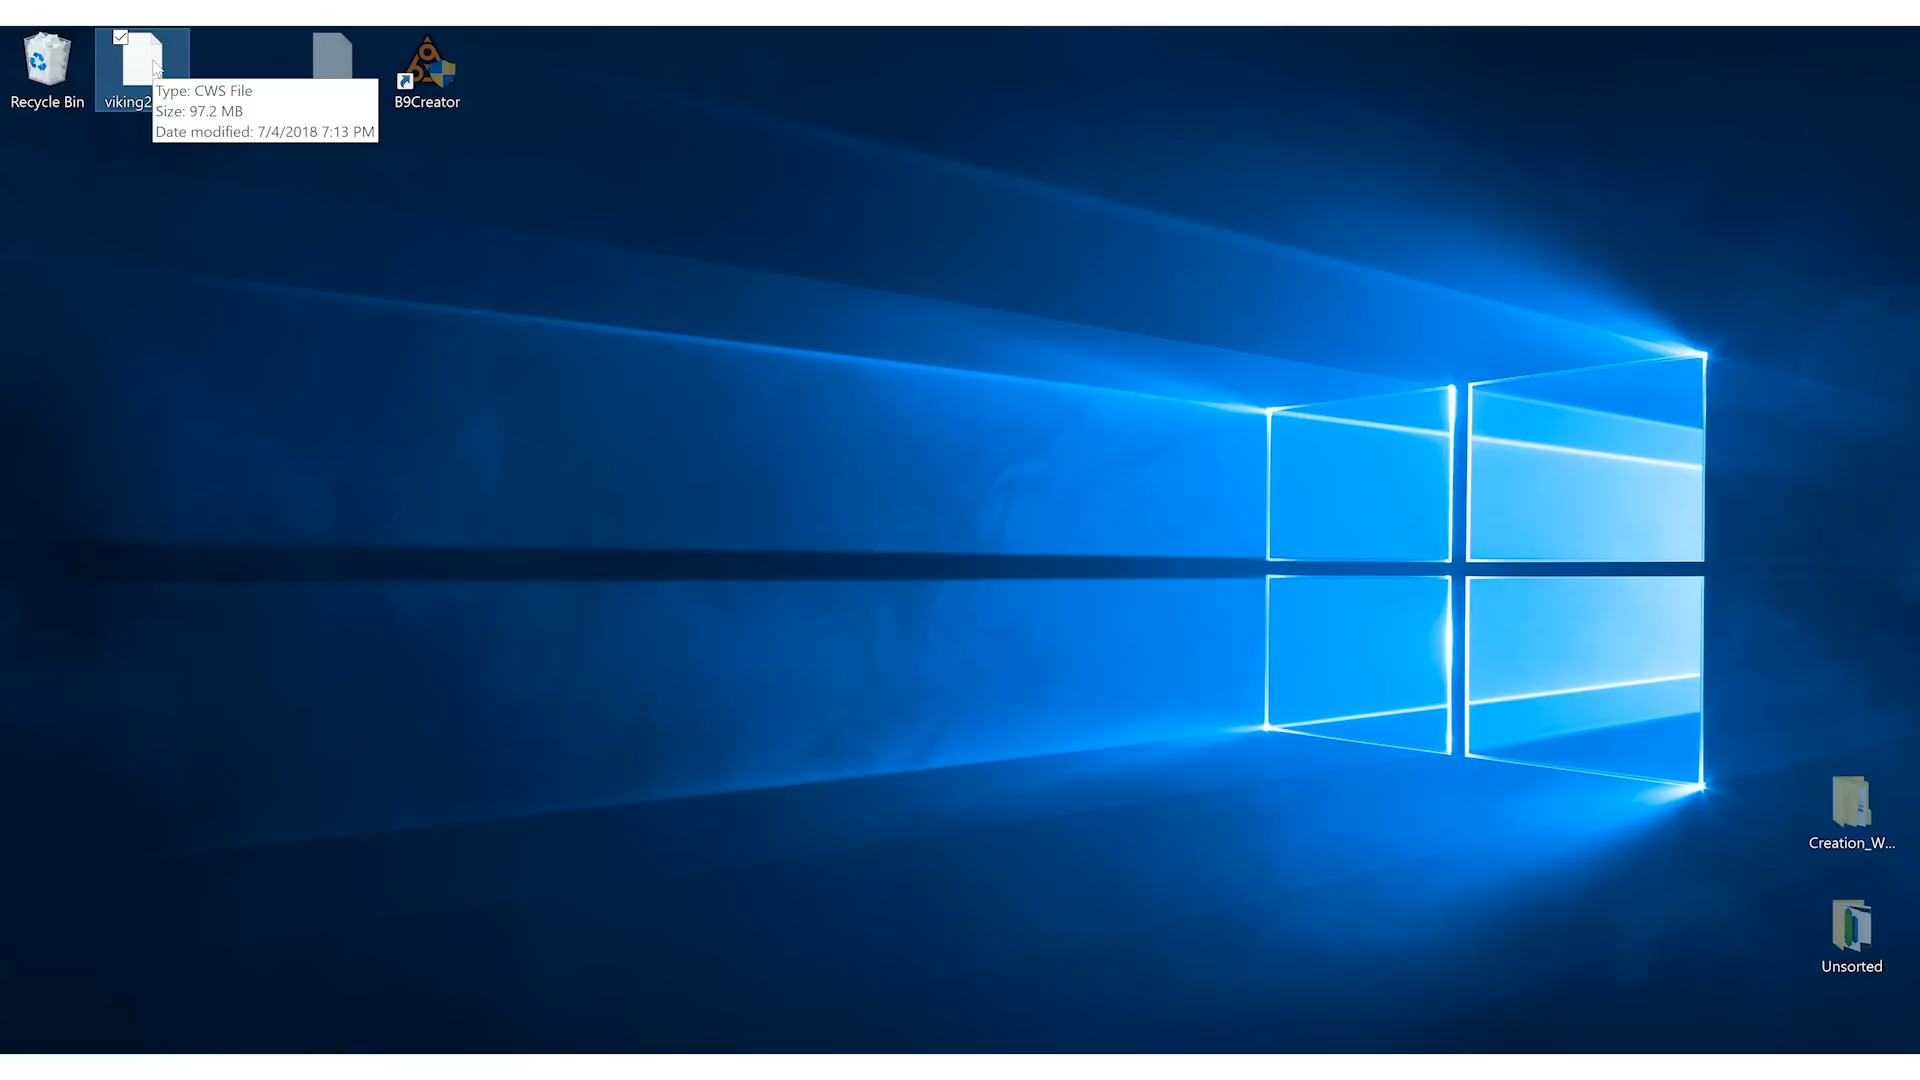 Recycle Bin
viking2
Type: CWS File
Size: 97.2 MB
Date modified: 7/4/2018 7:13 PM
B9Creator
Creation_W...
Unsorted